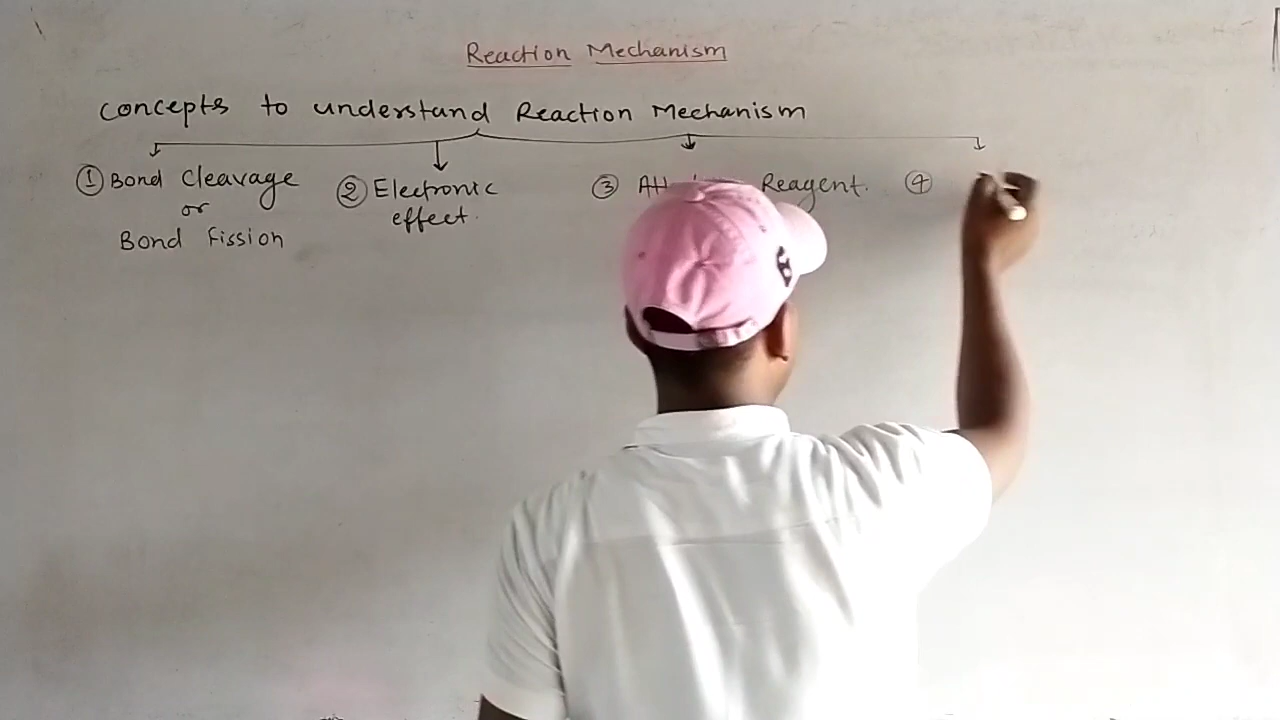 Reaction Mechanism
Concepts to understand Reaction Mechanism
① Bond Cleavage
or
Bond Fission
② Electronic
effect.
③ Reagent.
④